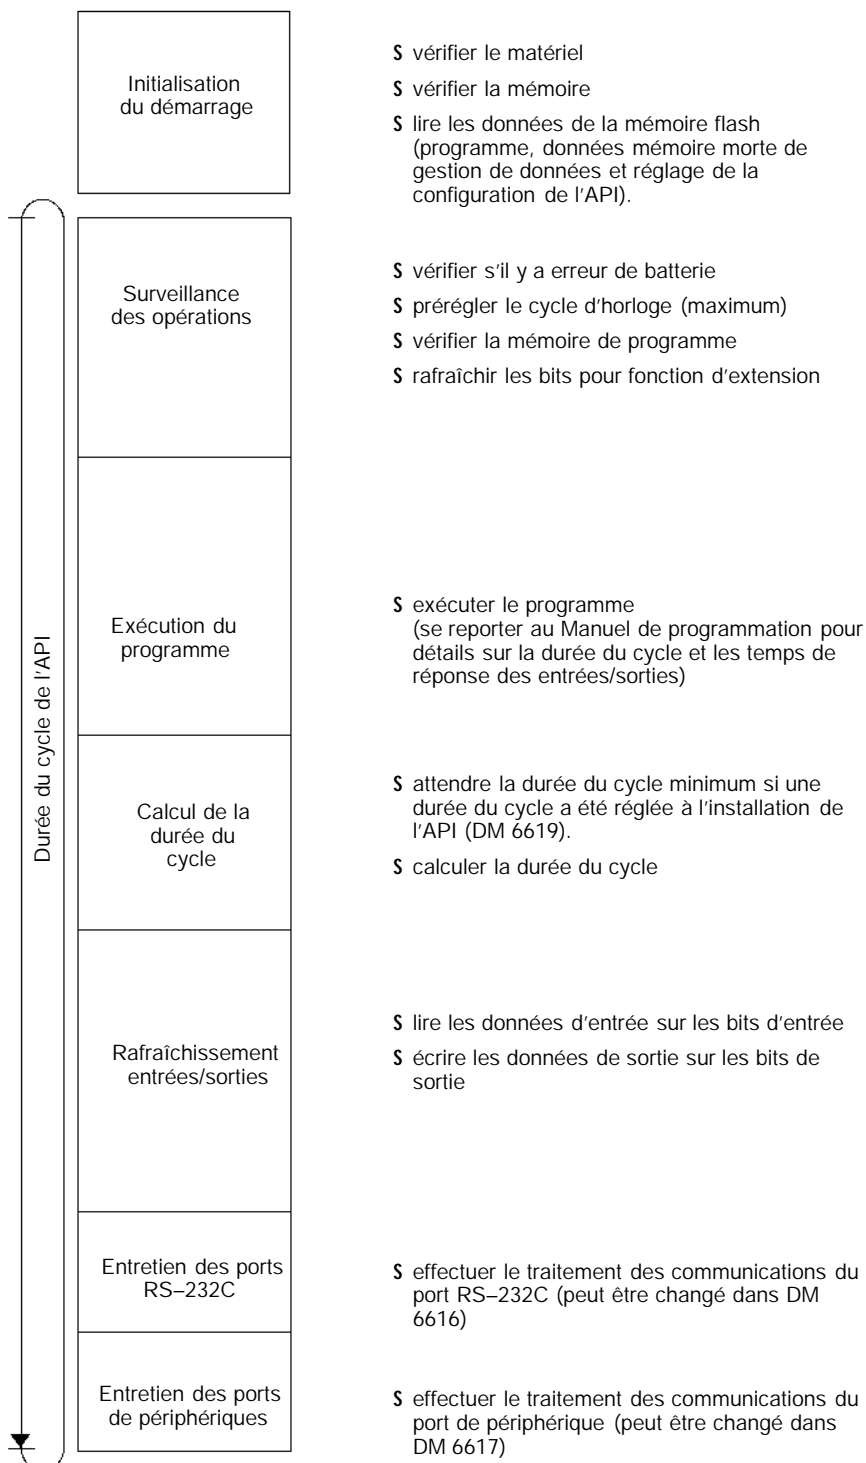 Initialisation
du démarrage
S vérifier le matériel
S vérifier la mémoire
S lire les données de la mémoire flash
(programme, données mémoire morte de
gestion de données et réglage de la
configuration de l'API).
Durée du cycle de l'API
Surveillance
des opérations
S vérifier s'il y a erreur de batterie
S prérégler le cycle d'horloge (maximum)
S vérifier la mémoire de programme
S rafraîchir les bits pour fonction d'extension
Exécution du
programme
S exécuter le programme
(se reporter au Manuel de programmation pour
détails sur la durée du cycle et les temps de
réponse des entrées/sorties)
Calcul de la
durée du
cycle
S attendre la durée du cycle minimum si une
durée du cycle a été réglée à l'installation de
l'API (DM 6619).
S calculer la durée du cycle
Rafraîchissement
entrées/sorties
S lire les données d'entrée sur les bits d'entrée
S écrire les données de sortie sur les bits de
sortie
Entretien des ports
RS–232C
S effectuer le traitement des communications du
port RS–232C (peut être changé dans DM
6616)
Entretien des ports
de périphériques
S effectuer le traitement des communications du
port de périphérique (peut être changé dans
DM 6617)